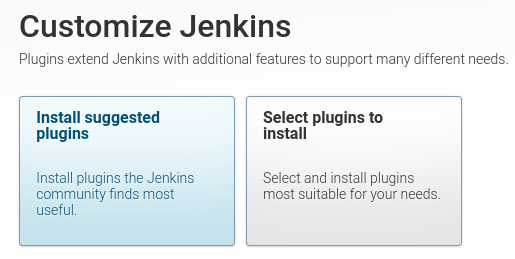 Customize Jenkins
Plugins extend Jenkins with additional features to support many different needs.
Install suggested
plugins
Install plugins the Jenkins
community finds most
useful.
Select plugins to
install
Select and install plugins
most suitable for your needs.